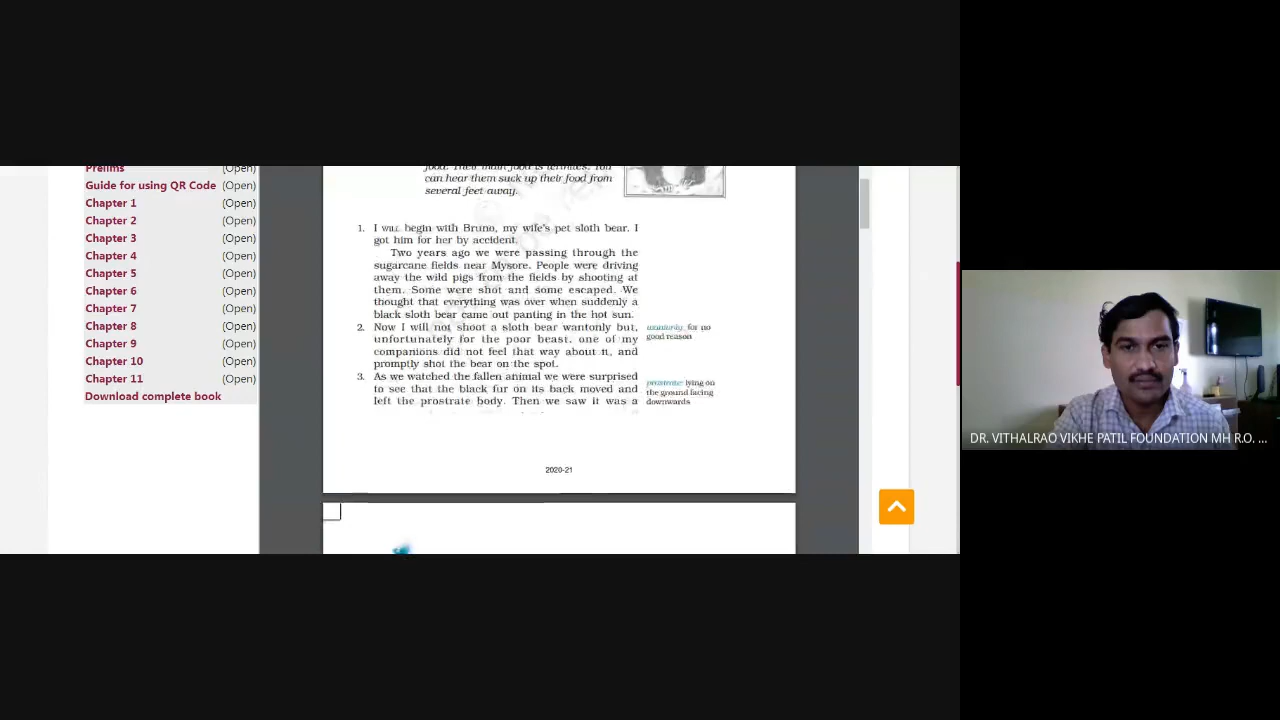 Prelims (Open)
Guide for using QR Code (Open)
Chapter 1 (Open)
Chapter 2 (Open)
Chapter 3 (Open)
Chapter 4 (Open)
Chapter 5 (Open)
Chapter 6 (Open)
Chapter 7 (Open)
Chapter 8 (Open)
Chapter 9 (Open)
Chapter 10 (Open)
Chapter 11 (Open)
Download complete book
food. Their main food is termites. You
can hear them suck up their food from
several feet away.
1. I WILL begin with Bruno, my wife's pet sloth bear. I
got him for her by accident.
Two years ago we were passing through the
sugarcane fields near Mysore. People were driving
away the wild pigs from the fields by shooting at
them. Some were shot and some escaped. We
thought that everything was over when suddenly a
black sloth bear came out panting in the hot sun.
2. Now I will not shoot a sloth bear wantonly but,
unfortunately for the poor beast, one of my
companions did not feel that way about it, and
promptly shot the bear on the spot.
3. As we watched the fallen animal we were surprised
to see that the black fur on its back moved and
left the prostrate body. Then we saw it was a
wantonly for no
good reason
prostrate lying on
the ground facing
downwards
2020-21
DR. VITHALRAO VIKHE PATIL FOUNDATION MH R.O. ...